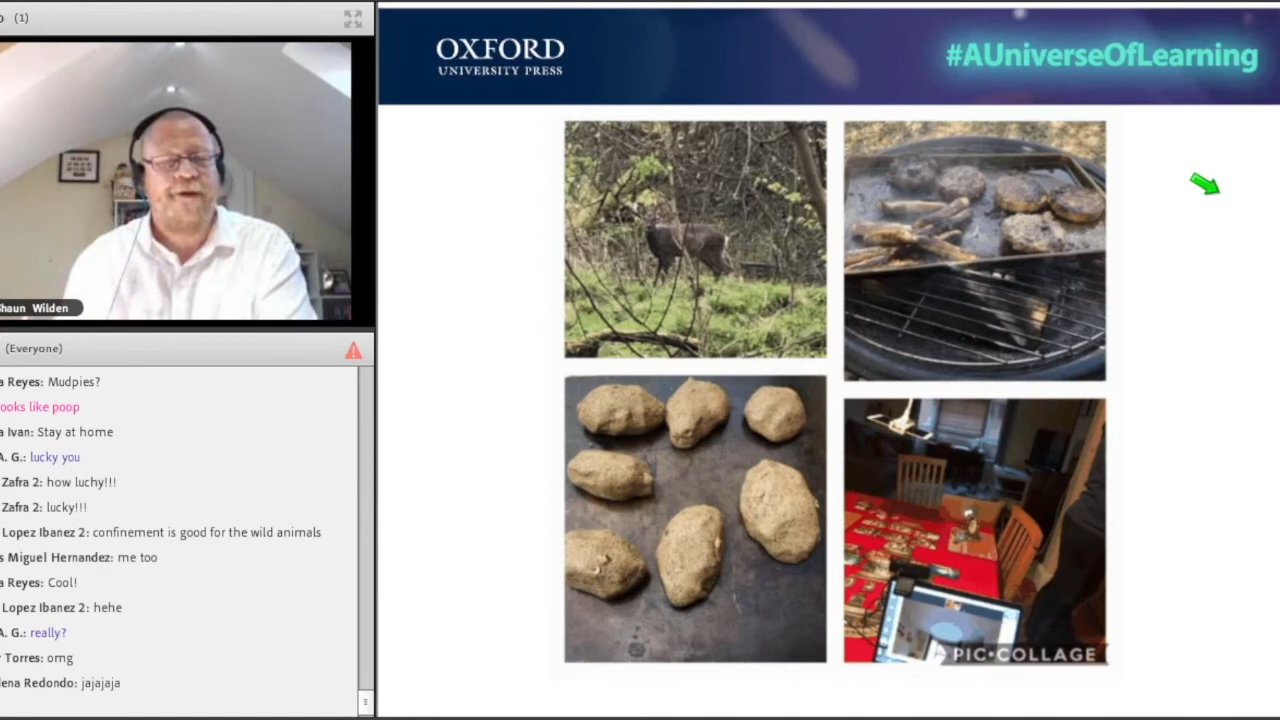 (1)
OXFORD
UNIVERSITY PRESS
#AUniverseOfLearning
Shaun Wilden
(Everyone)
Reyes: Mudpies?
like poop
Ivan: Stay at home
A. G.: lucky you
Zafra 2: how luchy!!!
Zafra 2: lucky!!!
Lopez Ibanez 2: confinement is good for the wild animals
Miguel Hernandez: me too
Reyes: Cool!
Lopez Ibanez 2: hehe
A. G.: really?
Torres: omg
Redondo: jajajaja
PIC•COLLAGE